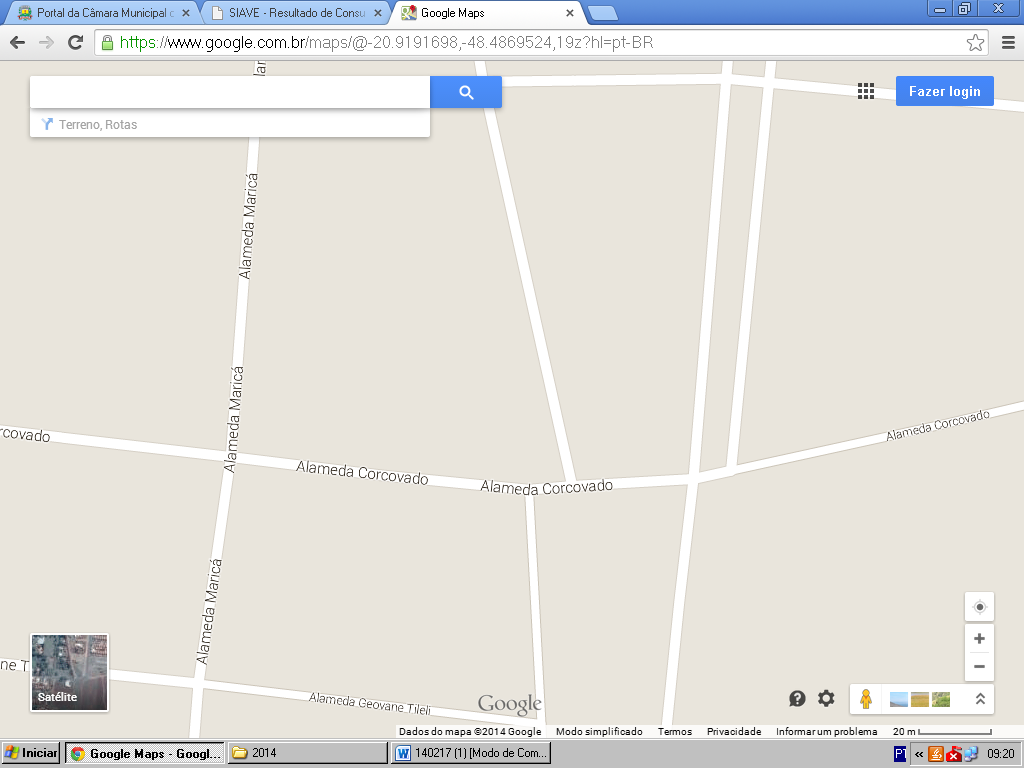 Portal da Câmara Municipal
SIAVE - Resultado de Consu
Google Maps
https://www.google.com.br/maps/@-20.9191698,-48.4869524,19z?hl=pt-BR
Fazer login
Terreno, Rotas
Alameda Maricá
Alameda Maricá
Alameda Maricá
rcovado
Alameda Corcovado
Alameda Corcovado
Alameda Corcovado
ne T
Alameda Geovane Tileli
Satélite
Google
Dados do mapa ©2014 Google Modo simplificado Termos Privacidade Informar um problema 20 m
Iniciar
Google Maps - Googl...
2014
140217 (1) [Modo de Com...
PT
«
09:20